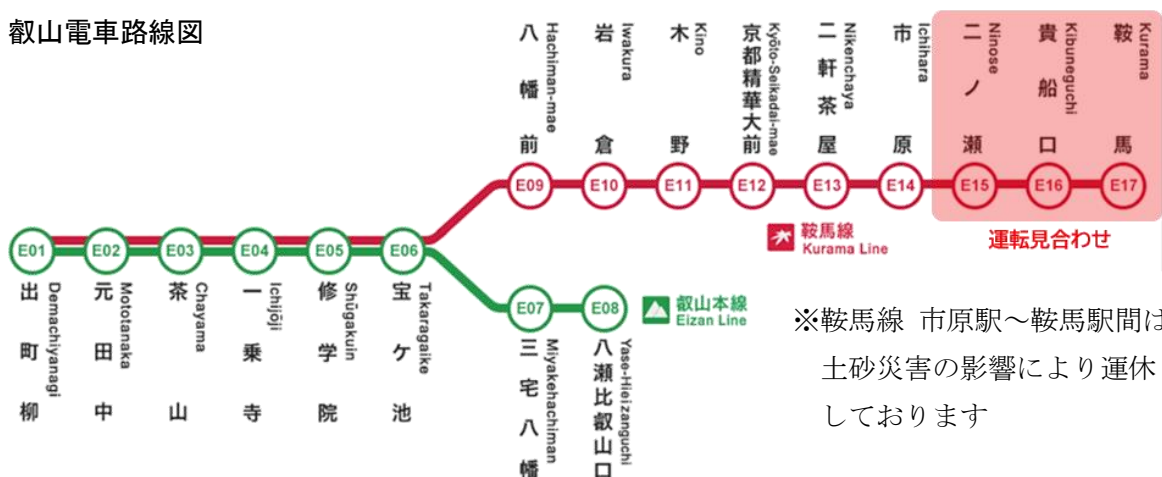 叡山電車路線図
八幡前
Hachiman-mae
岩倉
Iwakura
木野
Kino
京都精華大前
Kyōto-Seikadai-mae
二軒茶屋
Nikenchaya
市原
Ichihara
二ノ瀬
Ninose
貴船口
Kibuneguchi
鞍馬
Kurama
E09
E10
E11
E12
E13
E14
E15
E16
E17
鞍馬線
Kurama Line
運転見合わせ
E01
E02
E03
E04
E05
E06
出町柳
Demachiyanagi
元田中
Mototanaka
茶山
Chayama
一乗寺
Ichijōji
修学院
Shūgakuin
宝ケ池
Takaragaike
E07
E08
叡山本線
Eizan Line
三宅八幡
Miyakehachiman
八瀬比叡山口
Yase-Hieizanguchi
※鞍馬線 市原駅~鞍馬駅間は
土砂災害の影響により運休
しております